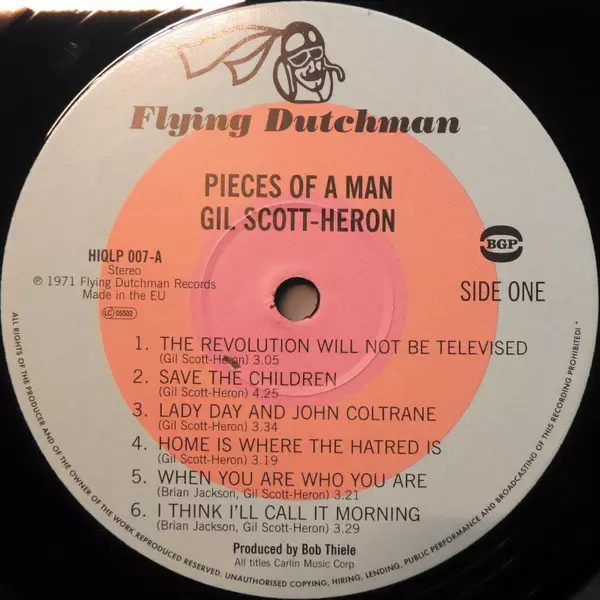 Flying Dutchman
PIECES OF A MAN
GIL SCOTT-HERON
HIQLP 007-A
Stereo
℗ 1971 Flying Dutchman Records
Made in the EU
LC 05502
BGP
SIDE ONE
1. THE REVOLUTION WILL NOT BE TELEVISED
(Gil Scott-Heron) 3.05
2. SAVE THE CHILDREN
(Gil Scott-Heron) 4.25
3. LADY DAY AND JOHN COLTRANE
(Gil Scott-Heron) 3.34
4. HOME IS WHERE THE HATRED IS
(Gil Scott-Heron) 3.19
5. WHEN YOU ARE WHO YOU ARE
(Brian Jackson, Gil Scott-Heron) 3.21
6. I THINK I'LL CALL IT MORNING
(Brian Jackson, Gil Scott-Heron) 3.29
Produced by Bob Thiele
All titles Carlin Music Corp
ALL RIGHTS OF THE PRODUCER AND OF THE OWNER OF THE WORK REPRODUCED RESERVED. UNAUTHORISED COPYING, HIRING, LENDING, PUBLIC PERFORMANCE AND BROADCASTING OF THIS RECORDING PROHIBITED!